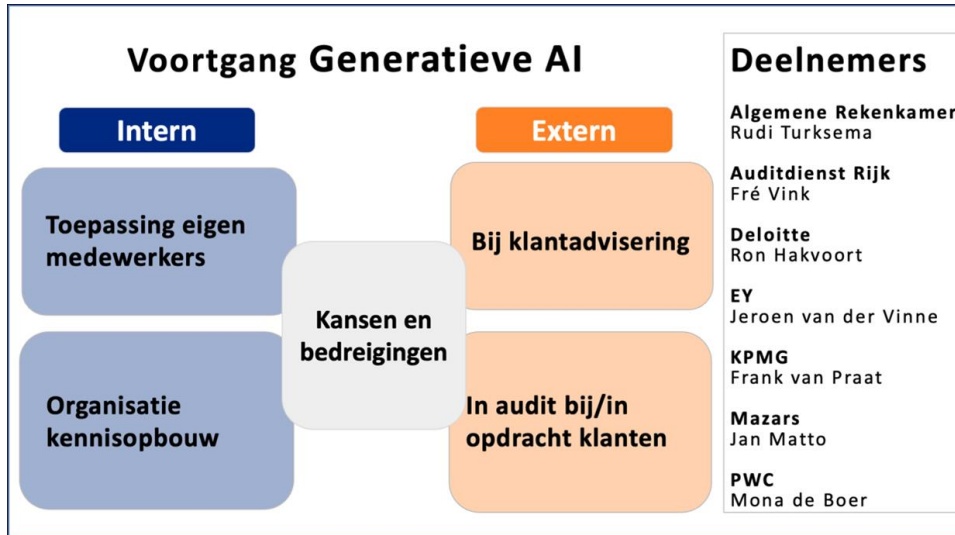 Voortgang Generatieve AI
Intern
Toepassing eigen
medewerkers
Organisatie
kennisopbouw
Kansen en
bedreigingen
Extern
Bij klantadvisering
In audit bij/in
opdracht klanten
Deelnemers
Algemene Rekenkamer
Rudi Turksema
Auditdienst Rijk
Fré Vink
Deloitte
Ron Hakvoort
EY
Jeroen van der Vinne
KPMG
Frank van Praat
Mazars
Jan Matto
PWC
Mona de Boer